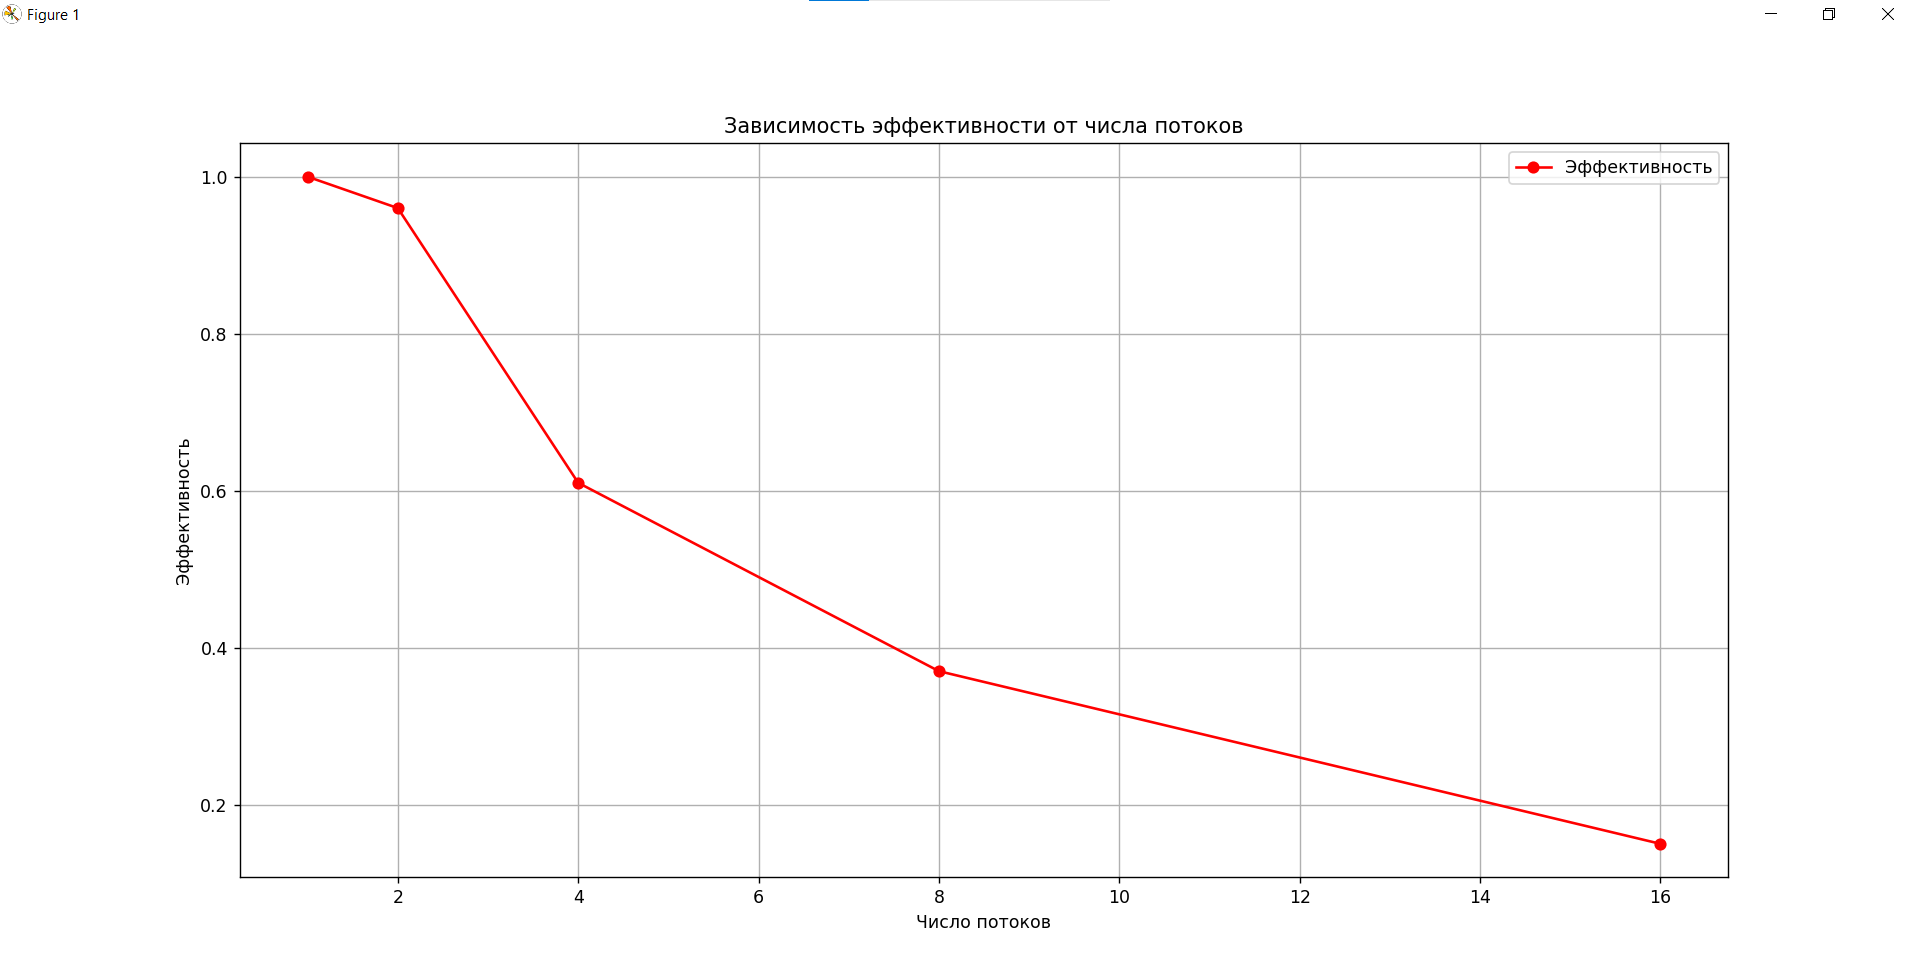 Figure 1
Зависимость эффективности от числа потоков
Эффективность
Эффективность
1.0
0.8
0.6
0.4
0.2
2 4 6 8 10 12 14 16
Число потоков